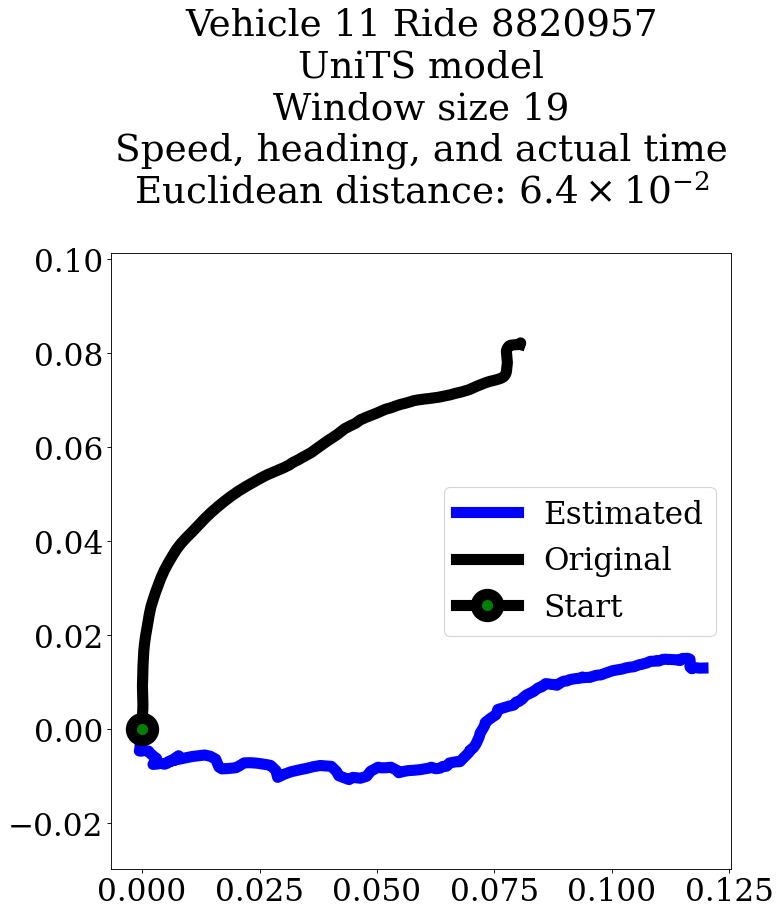 Vehicle 11 Ride 8820957
UniTS model
Window size 19
Speed, heading, and actual time
Euclidean distance: 6.4 × 10⁻²
0.10
0.08
0.06
0.04
0.02
0.00
−0.02
Estimated
Original
Start
0.000 0.025 0.050 0.075 0.100 0.125